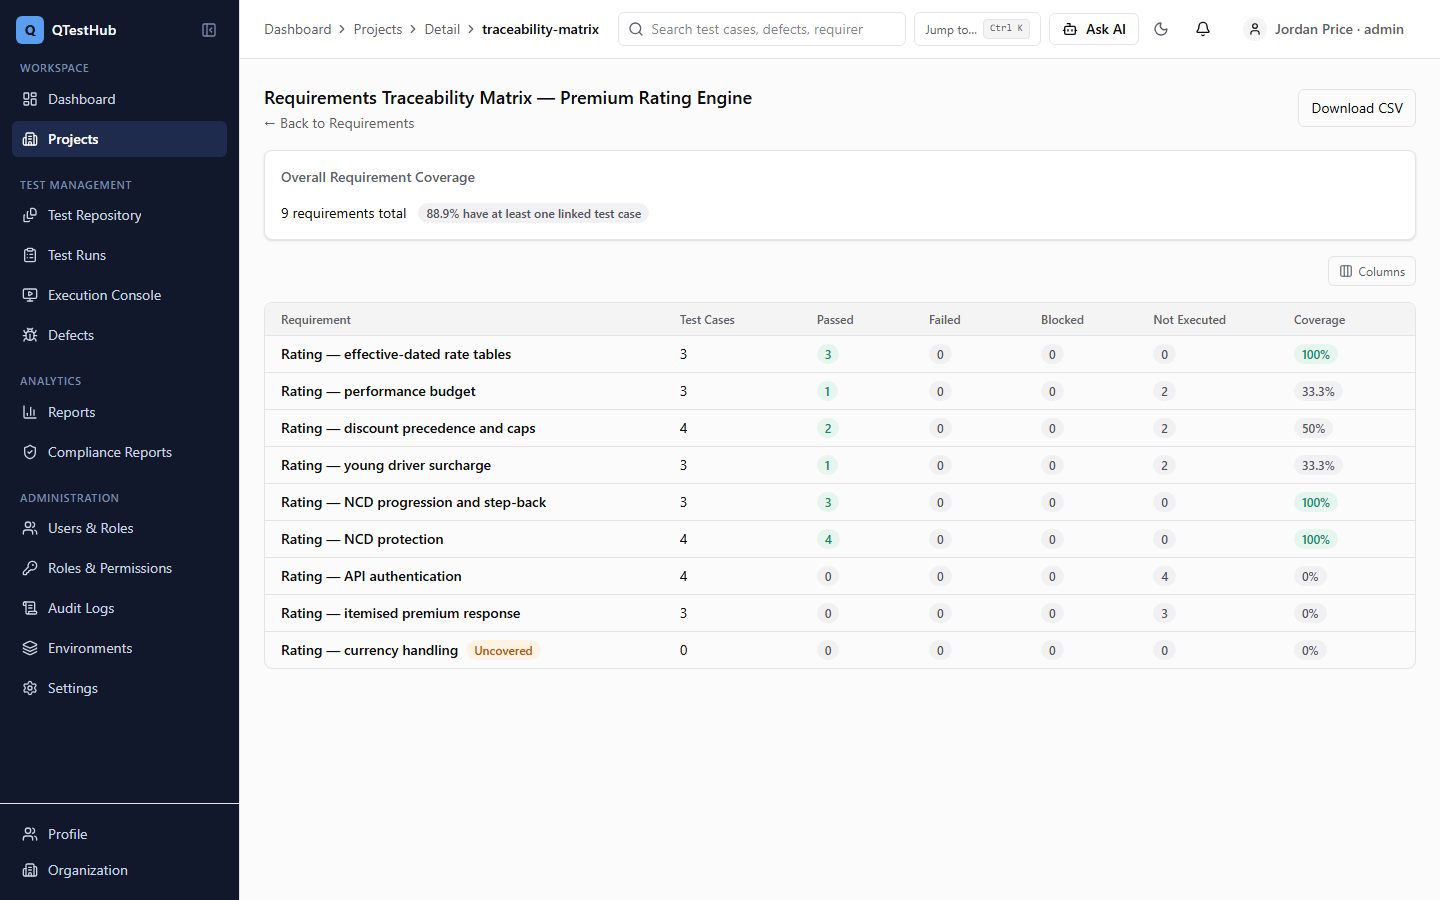 Q QTestHub
WORKSPACE
Dashboard
Projects
TEST MANAGEMENT
Test Repository
Test Runs
Execution Console
Defects
ANALYTICS
Reports
Compliance Reports
ADMINISTRATION
Users & Roles
Roles & Permissions
Audit Logs
Environments
Settings
Profile
Organization
Dashboard > Projects > Detail > traceability-matrix
Search test cases, defects, requirer
Jump to... Ctrl K
Ask AI
Jordan Price · admin
Requirements Traceability Matrix — Premium Rating Engine
← Back to Requirements
Download CSV
Overall Requirement Coverage
9 requirements total 88.9% have at least one linked test case
Columns
Requirement Test Cases Passed Failed Blocked Not Executed Coverage
Rating — effective-dated rate tables 3 3 0 0 0 100%
Rating — performance budget 3 1 0 0 2 33.3%
Rating — discount precedence and caps 4 2 0 0 2 50%
Rating — young driver surcharge 3 1 0 0 2 33.3%
Rating — NCD progression and step-back 3 3 0 0 0 100%
Rating — NCD protection 4 4 0 0 0 100%
Rating — API authentication 4 0 0 0 4 0%
Rating — itemised premium response 3 0 0 0 3 0%
Rating — currency handling Uncovered 0 0 0 0 0 0%